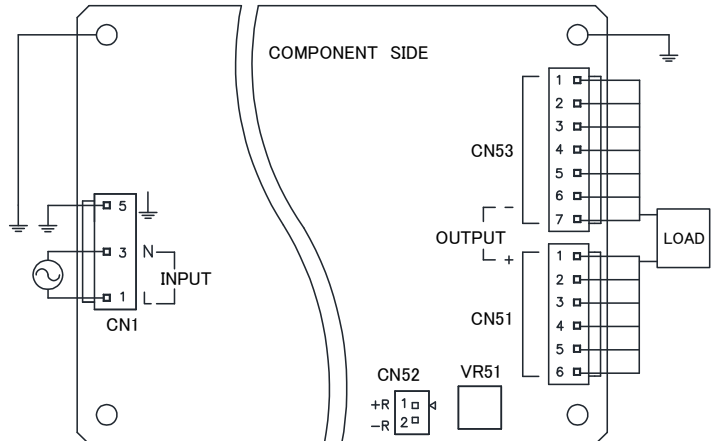 COMPONENT SIDE
1
2
3
4
5
6
7
CN53
OUTPUT
-
+
LOAD
1
2
3
4
5
6
CN51
5
3 N
INPUT
1 L
CN1
CN52
+R 1
-R 2
VR51